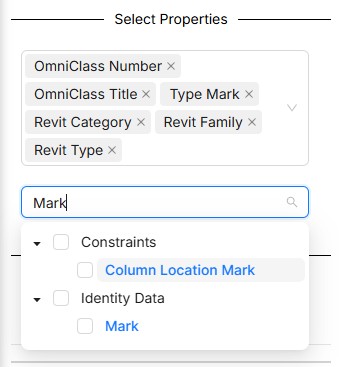 Select Properties
OmniClass Number ×
OmniClass Title × Type Mark ×
Revit Category × Revit Family ×
Revit Type ×
Mark
Constraints
Column Location Mark
Identity Data
Mark